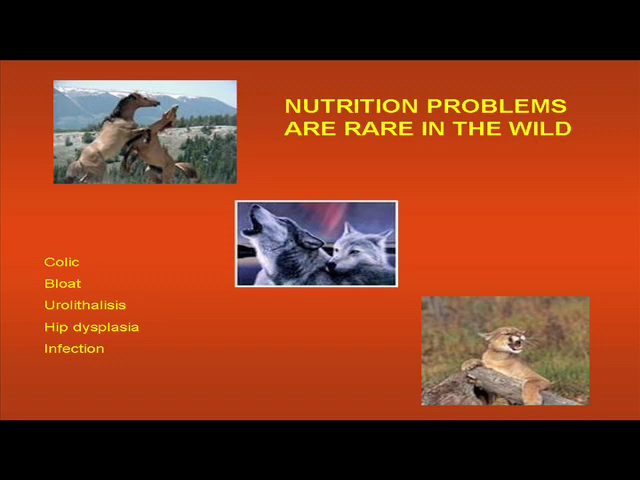 NUTRITION PROBLEMS
ARE RARE IN THE WILD
Colic
Bloat
Urolithalisis
Hip dysplasia
Infection